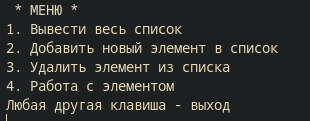 * МЕНЮ *
1. Вывести весь список
2. Добавить новый элемент в список
3. Удалить элемент из списка
4. Работа с элементом
Любая другая клавиша - выход